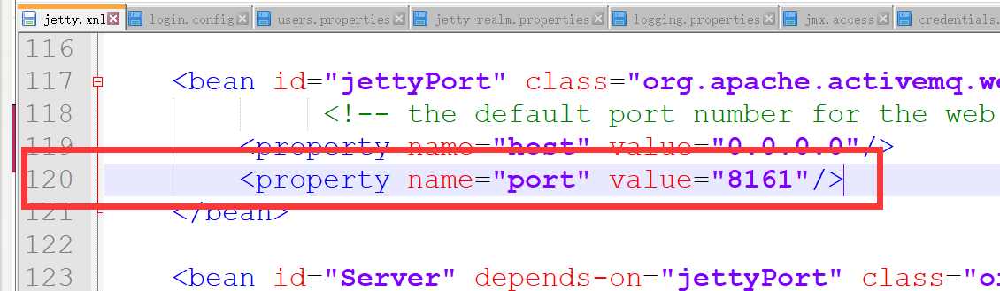 jetty.xml login.config users.properties jetty-realm.properties logging.properties jmx.access credentials.
116
117 <bean id="jettyPort" class="org.apache.activemq.we
118 <!-- the default port number for the web
119 <property name="host" value="0.0.0.0"/>
120 <property name="port" value="8161"/>
121 </bean>
122
123 <bean id="Server" depends-on="jettyPort" class="o